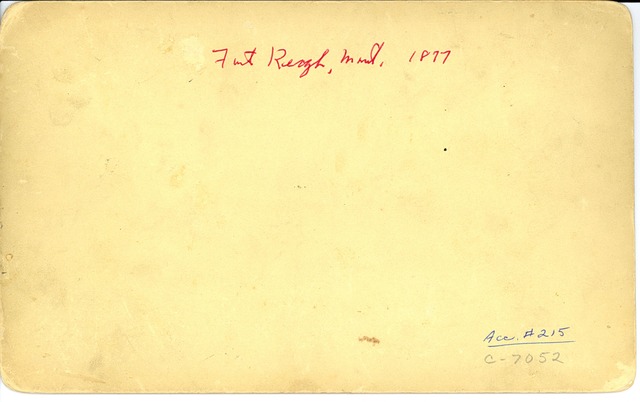 Fort Keogh, Mont. 1877
Acc. #215
C-7052